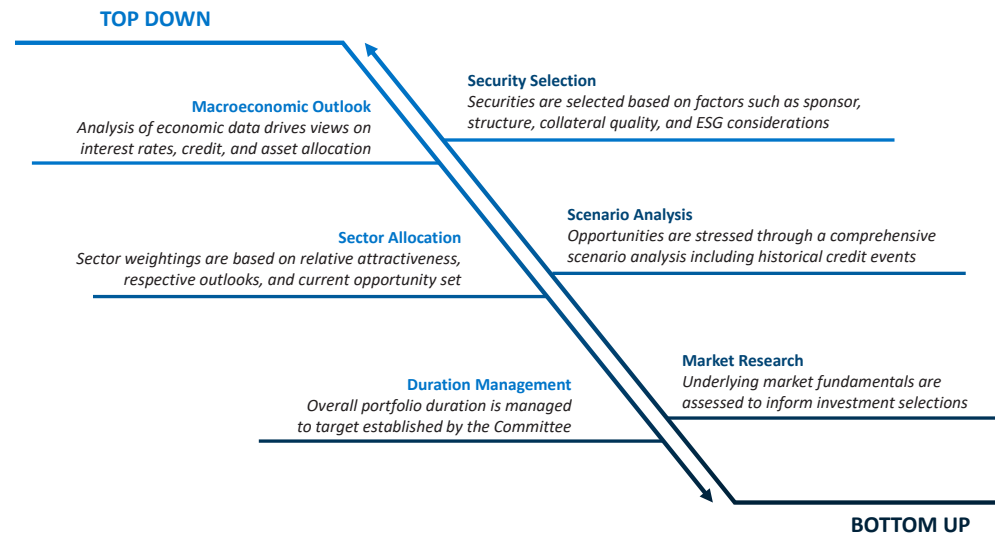 TOP DOWN
Macroeconomic Outlook
Analysis of economic data drives views on
interest rates, credit, and asset allocation
Sector Allocation
Sector weightings are based on relative attractiveness,
respective outlooks, and current opportunity set
Duration Management
Overall portfolio duration is managed
to target established by the Committee
Security Selection
Securities are selected based on factors such as sponsor,
structure, collateral quality, and ESG considerations
Scenario Analysis
Opportunities are stressed through a comprehensive
scenario analysis including historical credit events
Market Research
Underlying market fundamentals are
assessed to inform investment selections
BOTTOM UP